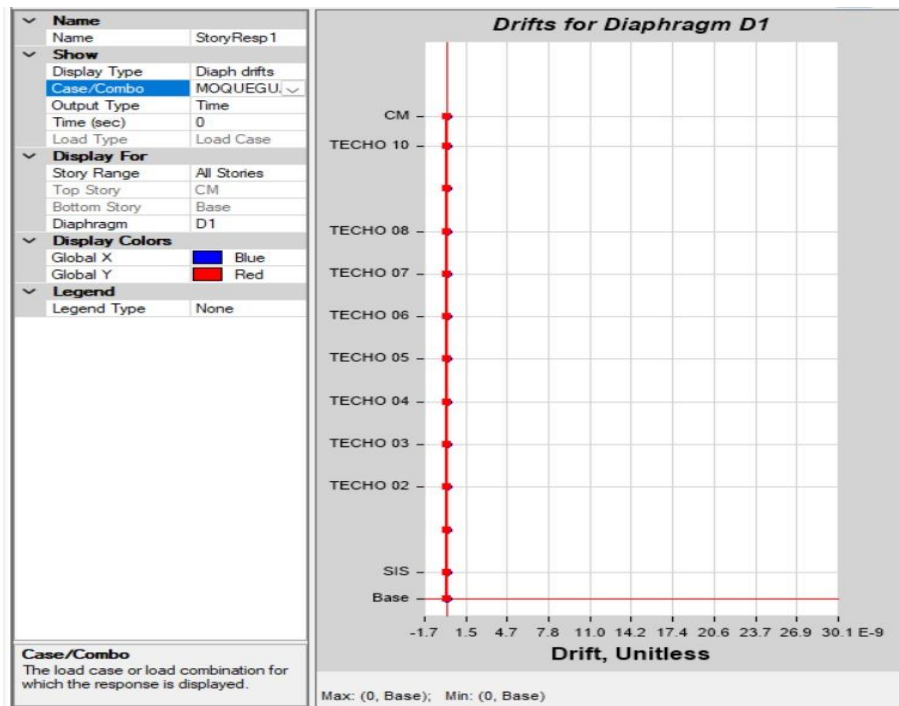 Name
Name StoryResp1
Show
Display Type Diaph drifts
Case/Combo MOQUEGU.
Output Type Time
Time (sec) 0
Load Type Load Case
Display For
Story Range All Stories
Top Story CM
Bottom Story Base
Diaphragm D1
Display Colors
Global X Blue
Global Y Red
Legend
Legend Type None
Case/Combo
The load case or load combination for
which the response is displayed.
Drifts for Diaphragm D1
CM
TECHO 10
TECHO 08
TECHO 07
TECHO 06
TECHO 05
TECHO 04
TECHO 03
TECHO 02
SIS
Base
-1.7 1.5 4.7 7.8 11.0 14.2 17.4 20.6 23.7 26.9 30.1 E-9
Drift, Unitless
Max: (0, Base); Min: (0, Base)